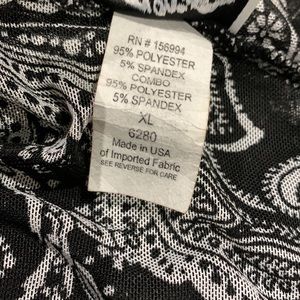 RN # 156994
95% POLYESTER
5% SPANDEX
COMBO
95% POLYESTER
5% SPANDEX
XL
6280
Made in USA
of Imported Fabric
SEE REVERSE FOR CARE